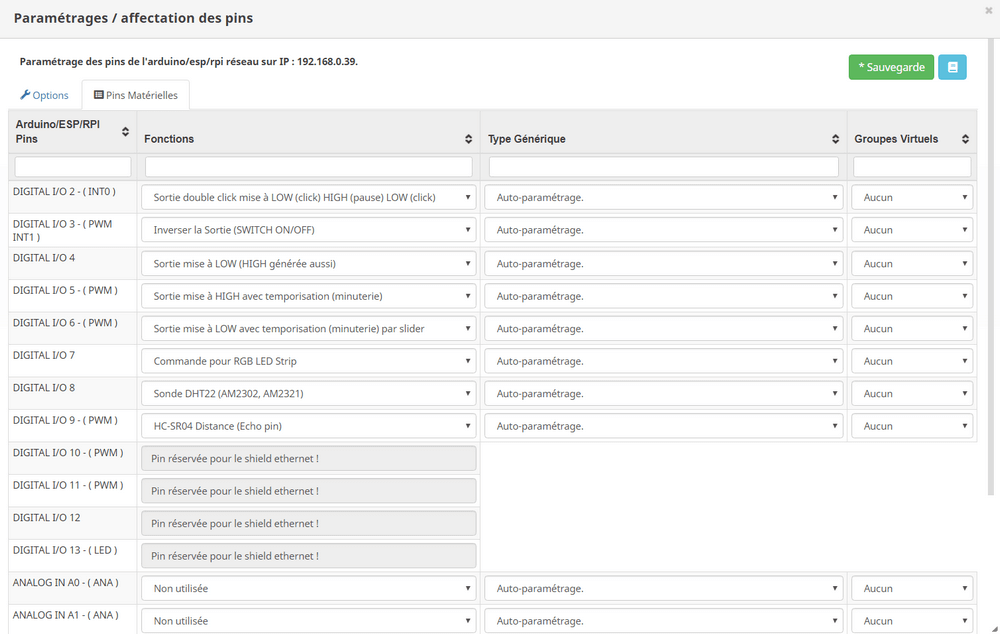 Paramétrages / affectation des pins
Paramétrage des pins de l'arduino/esp/rpi réseau sur IP : 192.168.0.39.
* Sauvegarde
Options
Pins Matérielles
Arduino/ESP/RPI
Pins
Fonctions
Type Générique
Groupes Virtuels
DIGITAL I/O 2 - ( INT0 )
Sortie double click mise à LOW (click) HIGH (pause) LOW (click)
Auto-paramétrage.
Aucun
DIGITAL I/O 3 - ( PWM
INT1 )
Inverser la Sortie (SWITCH ON/OFF)
Auto-paramétrage.
Aucun
DIGITAL I/O 4
Sortie mise à LOW (HIGH générée aussi)
Auto-paramétrage.
Aucun
DIGITAL I/O 5 - ( PWM )
Sortie mise à HIGH avec temporisation (minuterie)
Auto-paramétrage.
Aucun
DIGITAL I/O 6 - ( PWM )
Sortie mise à LOW avec temporisation (minuterie) par slider
Auto-paramétrage.
Aucun
DIGITAL I/O 7
Commande pour RGB LED Strip
Auto-paramétrage.
Aucun
DIGITAL I/O 8
Sonde DHT22 (AM2302, AM2321)
Auto-paramétrage.
Aucun
DIGITAL I/O 9 - ( PWM )
HC-SR04 Distance (Echo pin)
Auto-paramétrage.
Aucun
DIGITAL I/O 10 - ( PWM )
Pin réservée pour le shield ethernet !
DIGITAL I/O 11 - ( PWM )
Pin réservée pour le shield ethernet !
DIGITAL I/O 12
Pin réservée pour le shield ethernet !
DIGITAL I/O 13 - ( LED )
Pin réservée pour le shield ethernet !
ANALOG IN A0 - ( ANA )
Non utilisée
Auto-paramétrage.
Aucun
ANALOG IN A1 - ( ANA )
Non utilisée
Auto-paramétrage.
Aucun